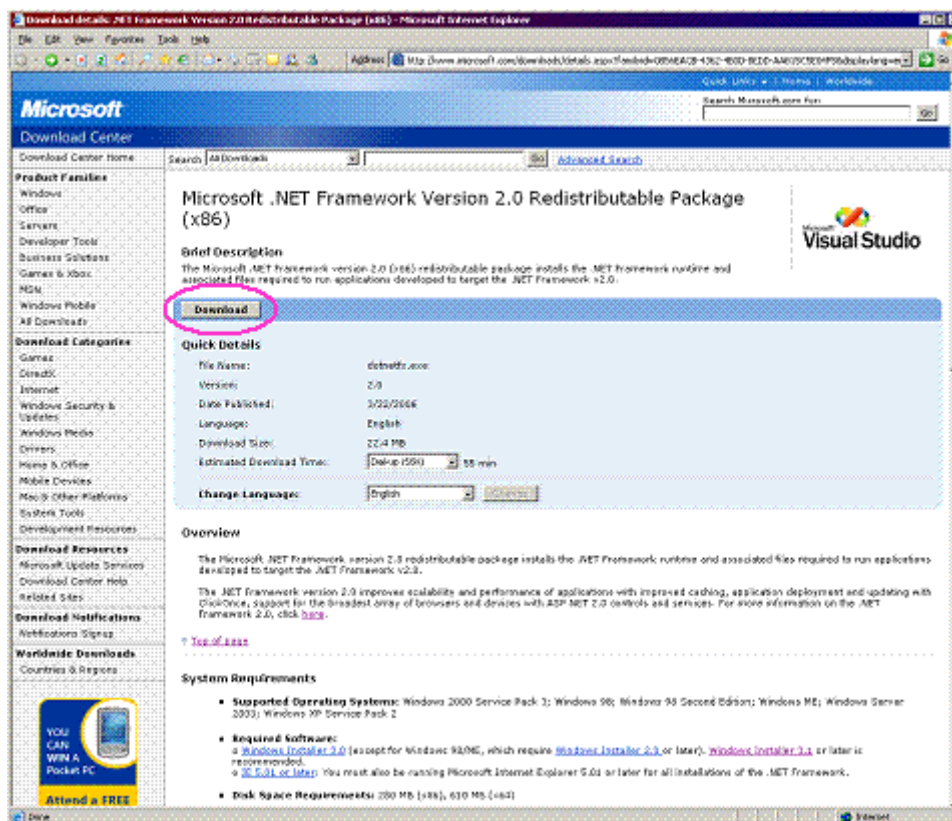 Download details: .NET Framework Version 2.0 Redistributable Package (x86) - Microsoft Internet Explorer
File Edit View Favorites Tools Help
Address
Quick Links | Home | Worldwide
Microsoft
Search Microsoft.com for:
Go
Download Center
Download Center Home
Search All Downloads Go Advanced Search
Product Families
Windows
Office
Servers
Developer Tools
Business Solutions
Games & Xbox
MSN
Windows Mobile
All Downloads
Download Categories
Games
DirectX
Internet
Windows Security &
Updates
Windows Media
Drivers
Home & Office
Mobile Devices
Mac & Other Platforms
System Tools
Development Resources
Download Resources
Microsoft Update Services
Download Center Help
Related Sites
Download Notifications
Notifications Signup
Worldwide Downloads
Countries & Regions
YOU
CAN
WIN A
Pocket PC
Attend a FREE
Microsoft .NET Framework Version 2.0 Redistributable Package
(x86)
Microsoft
Visual Studio
Brief Description
The Microsoft .NET Framework version 2.0 (x86) redistributable package installs the .NET Framework runtime and
associated files required to run applications developed to target the .NET Framework v2.0.
Download
Quick Details
File Name: dotnetfx.exe
Version: 2.0
Date Published: 3/22/2006
Language: English
Download Size: 22.4 MB
Estimated Download Time: Dial-up (56K) 55 min
Change Language: English Change
Overview
The Microsoft .NET Framework version 2.0 redistributable package installs the .NET Framework runtime and associated files required to run applications
developed to target the .NET Framework v2.0.
The .NET Framework version 2.0 improves scalability and performance of applications with improved caching, application deployment and updating with
ClickOnce, support for the broadest array of browsers and devices with ASP.NET 2.0 controls and services. For more information on the .NET
Framework 2.0, click here.
Top of page
System Requirements
• Supported Operating Systems: Windows 2000 Service Pack 3; Windows 98; Windows 98 Second Edition; Windows ME; Windows Server
2003; Windows XP Service Pack 2
• Required Software:
o Windows Installer 3.0 (except for Windows 98/ME, which require Windows Installer 2.0 or later). Windows Installer 3.1 or later is
recommended.
o IE 5.01 or later: You must also be running Microsoft Internet Explorer 5.01 or later for all installations of the .NET Framework.
• Disk Space Requirements: 280 MB (x86), 610 MB (x64)
Done
Internet